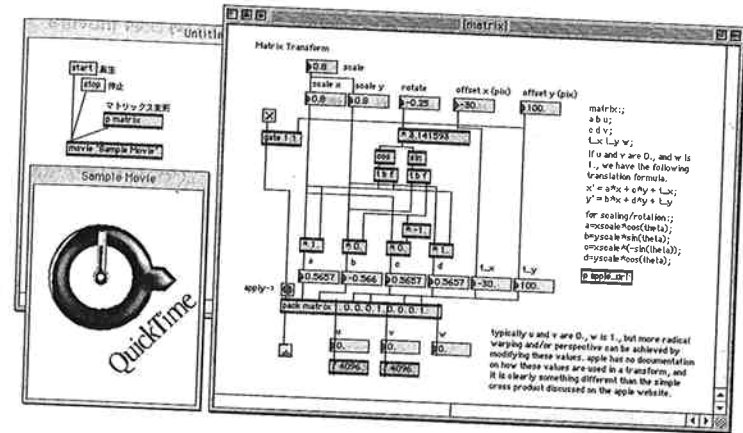 Untitle
start 再生
stop 停止
マトリックス変形
p matrix
movie "Sample Movie"
Sample Movie
QuickTime
[matrix]
Matrix Transform
0.8 scale
scale x scale y rotate offset x (pix) offset y (pix)
0.8 0.8 -0.25 -30. 100.
gate 1 1 * 3.141593
cos sin
t b f t b f
* -1.
* 1. * 0. * 0. * 1.
a b c d t_x t_y
0.5657 -0.566 0.5657 0.5657 -30. 100.
apply->
pack matrix 1. 0. 0. 0. 1. 0. 0. 0. 1.
u v w
0. 0. 0.
/ 4096. / 4096.
matrix:;
a b u;
c d v;
t_x t_y w;
If u and v are 0., and w is
1., we have the following
translation formula.
x' = a*x + c*y + t_x;
y' = b*x + d*y + t_y;
for scaling/rotation:;
a=xscale*cos(theta);
b=yscale*sin(theta);
c=xscale*(-sin(theta));
d=yscale*cos(theta);
p apple_url
typically u and v are 0., w is 1., but more radical
warping and/or perspective can be achieved by
modifying these values. apple has no documentation
on how these values are used in a transform, and
it is clearly something different than the simple
cross product discussed on the apple website.